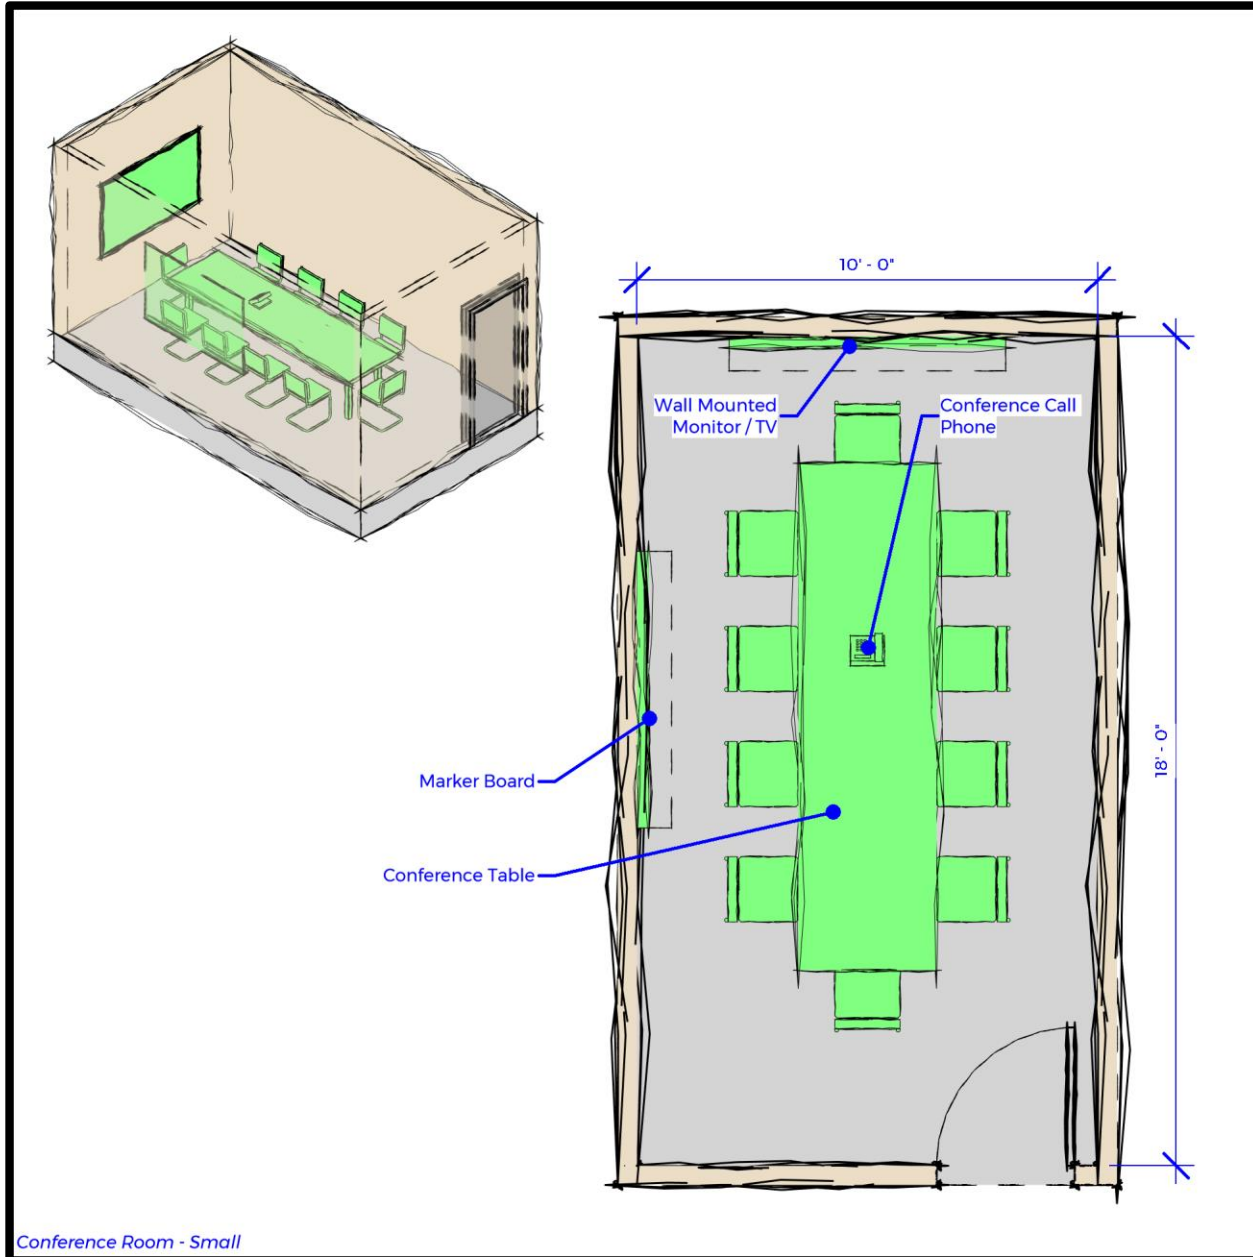 10' - 0"
Wall Mounted
Monitor / TV
Conference Call
Phone
18' - 0"
Marker Board
Conference Table
Conference Room - Small